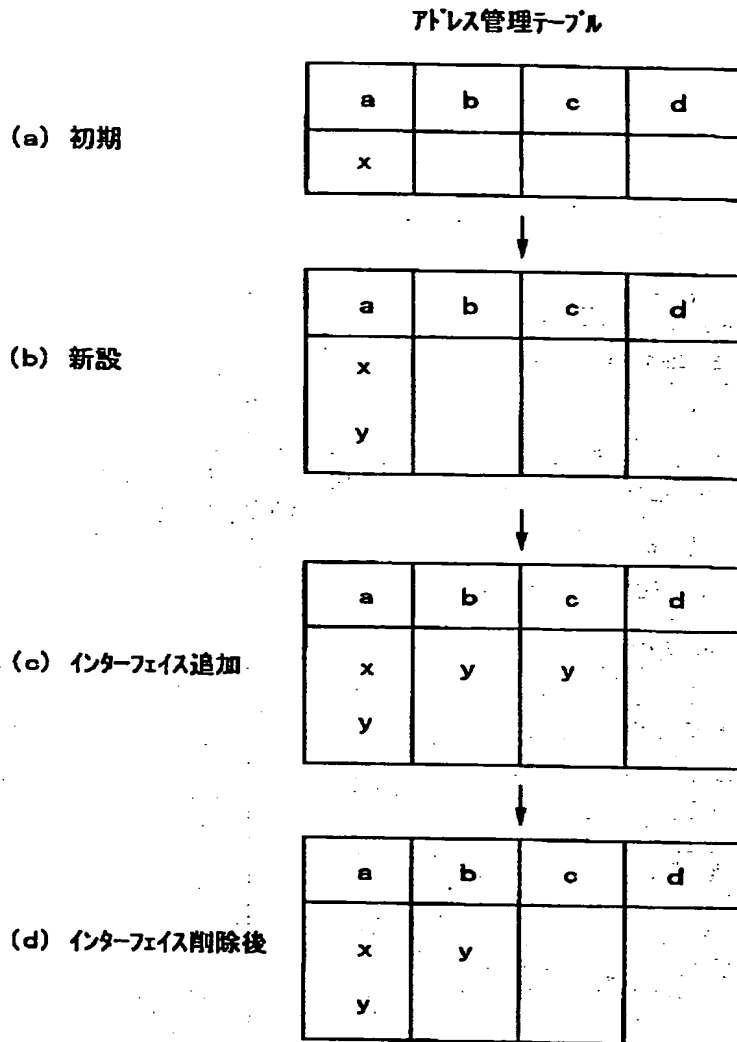 アドレス管理テーブル
(a) 初期
a b c d
x
(b) 新設
a b c d
x
y
(c) インターフェイス追加
a b c d
x y y
y
(d) インターフェイス削除後
a b c d
x y
y